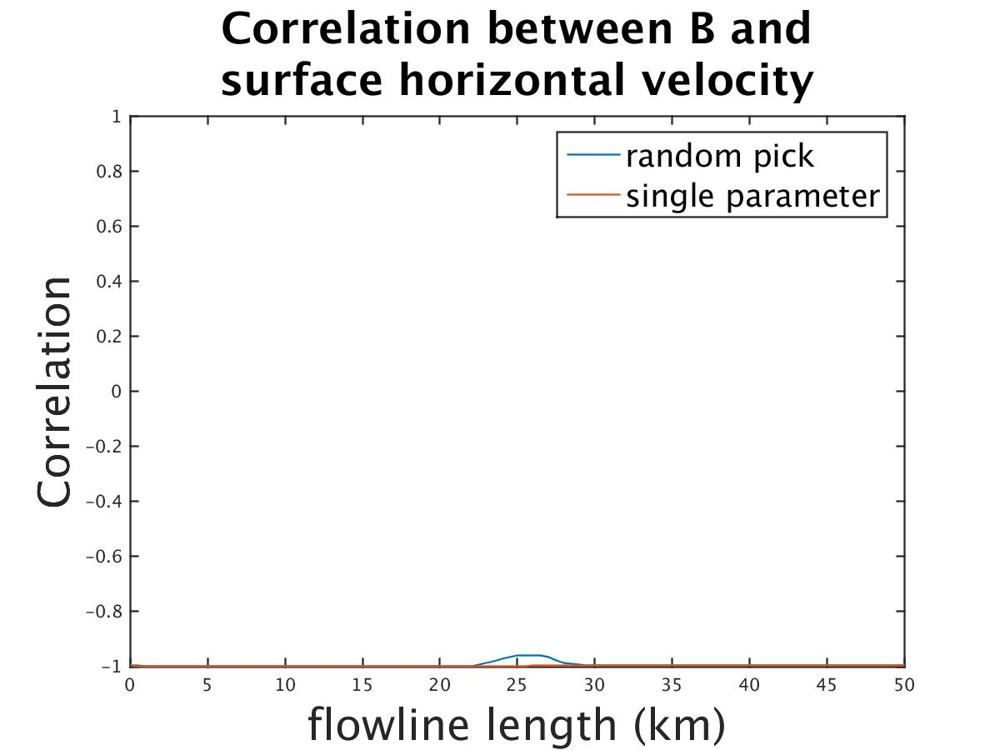 Correlation between B and
surface horizontal velocity
random pick
single parameter
Correlation
1
0.8
0.6
0.4
0.2
0
−0.2
−0.4
−0.6
−0.8
−1
0 5 10 15 20 25 30 35 40 45 50
flowline length (km)